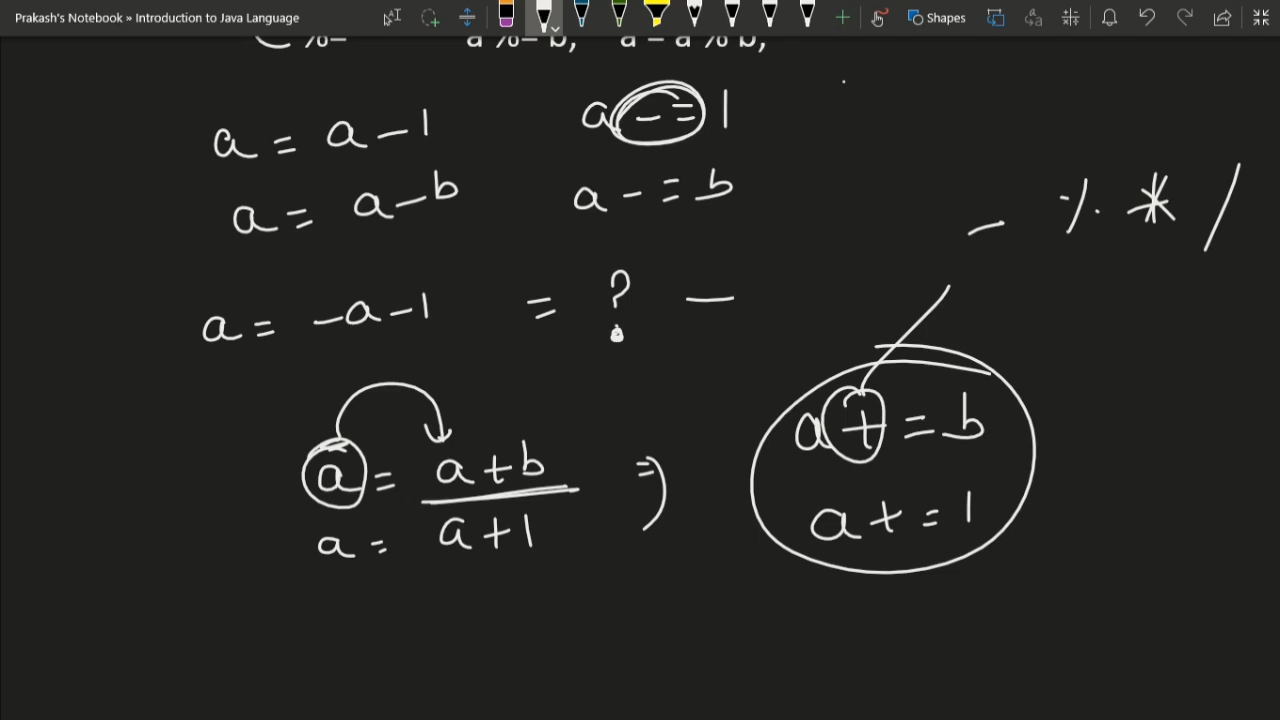 Prakash's Notebook » Introduction to Java Language
Shapes
%= a %= b; a = a % b;
a = a - 1 a - = 1
a = a - b a - = b
- % * /
a = - a - 1 = ? -
a = a + b => a + = b
a = a + 1 a + = 1